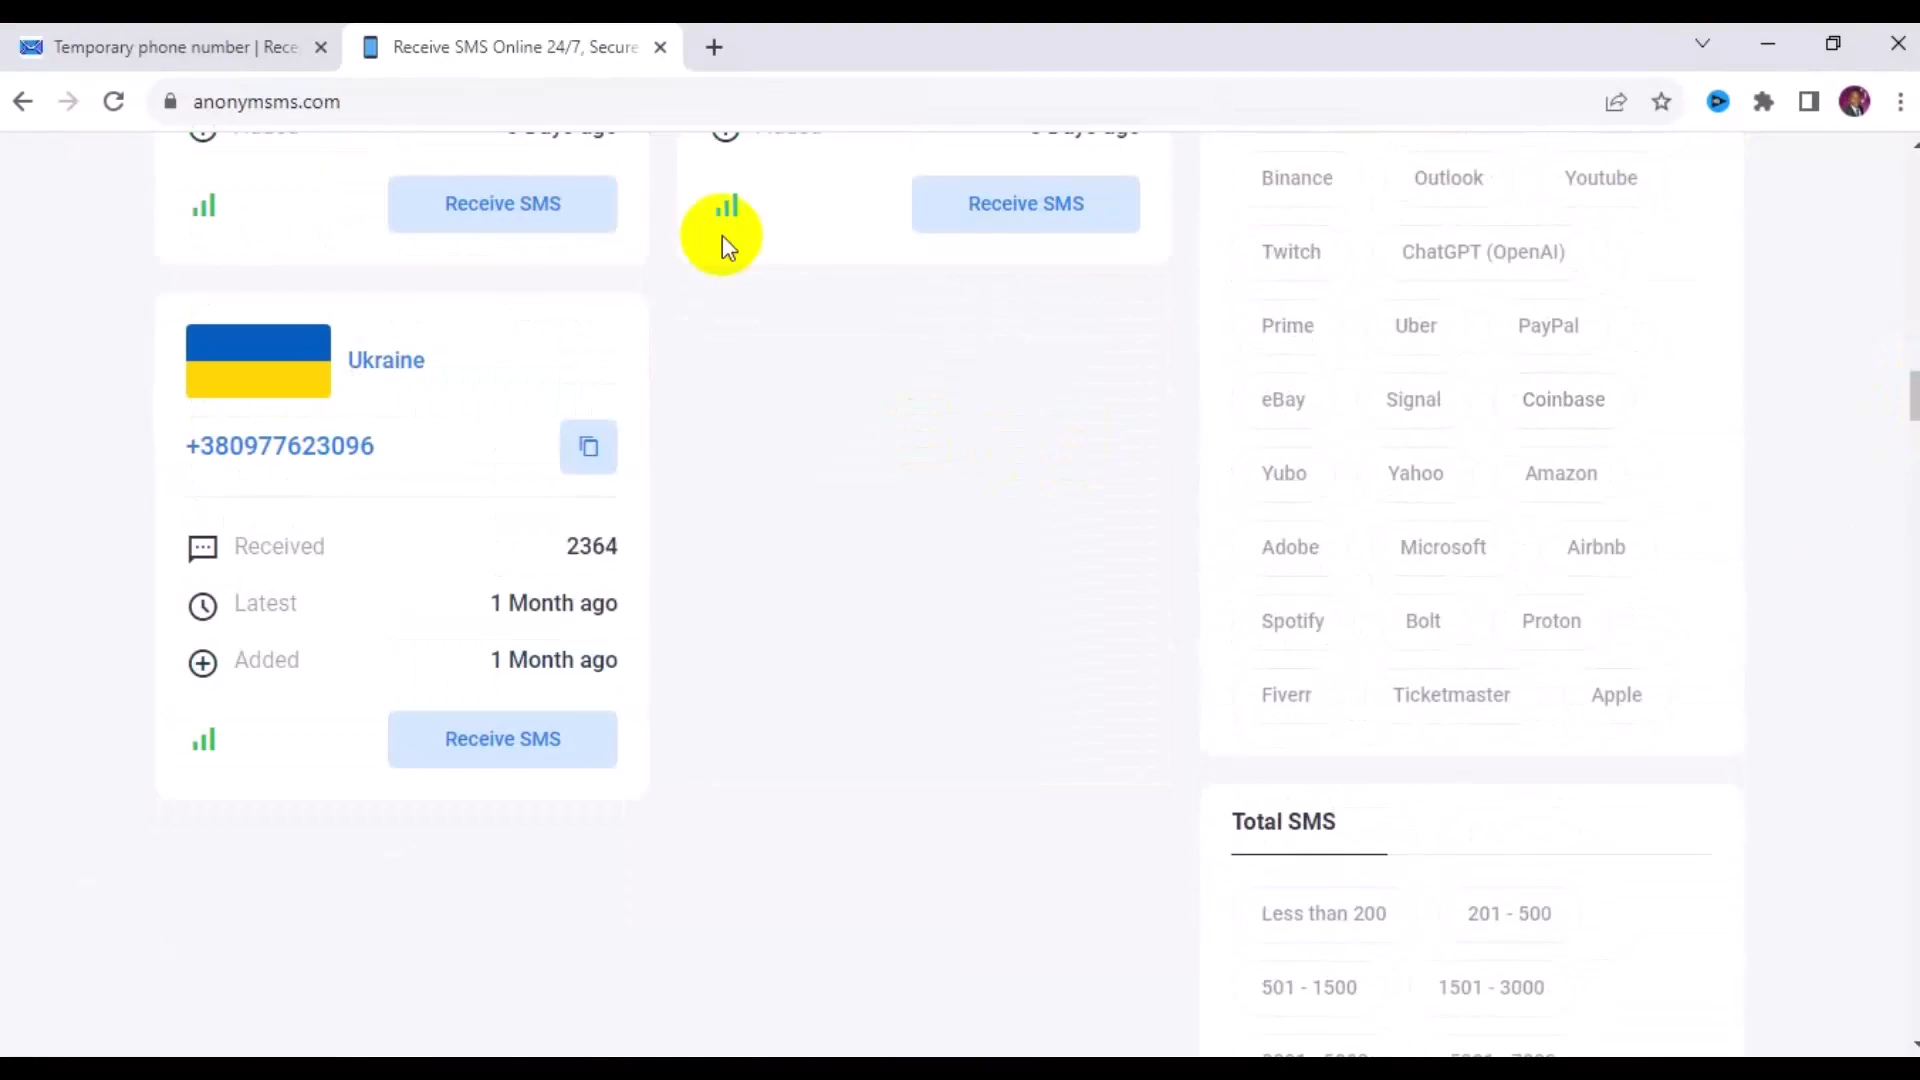 Temporary phone number | Rece
Receive SMS Online 24/7, Secure
anonymsms.com
Receive SMS
Receive SMS
Ukraine
+380977623096
Received 2364
Latest 1 Month ago
Added 1 Month ago
Receive SMS
Binance Outlook Youtube
Twitch ChatGPT (OpenAI)
Prime Uber PayPal
eBay Signal Coinbase
Yubo Yahoo Amazon
Adobe Microsoft Airbnb
Spotify Bolt Proton
Fiverr Ticketmaster Apple
Total SMS
Less than 200 201 - 500
501 - 1500 1501 - 3000